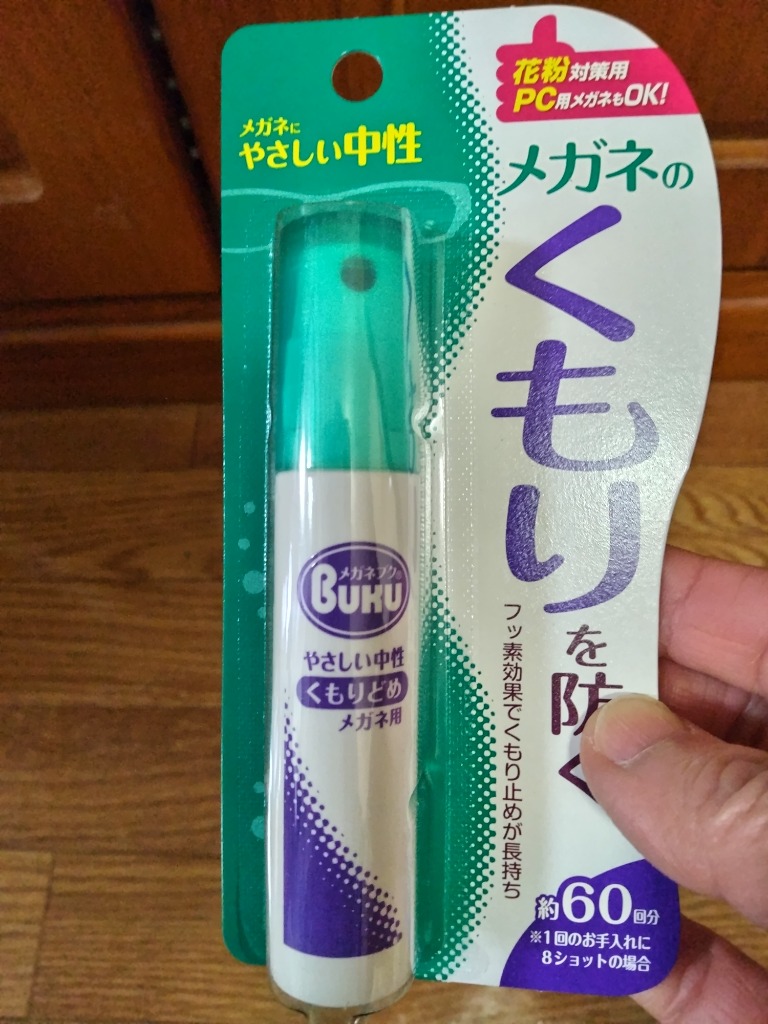 花粉対策用
PC用メガネもOK!
メガネに
やさしい中性
メガネの
くもり
を防ぐ
フッ素効果でくもり止めが長持ち
メガネブク®
BUKU
やさしい中性
くもりどめ
メガネ用
約60回分
※1回のお手入れに
8ショットの場合